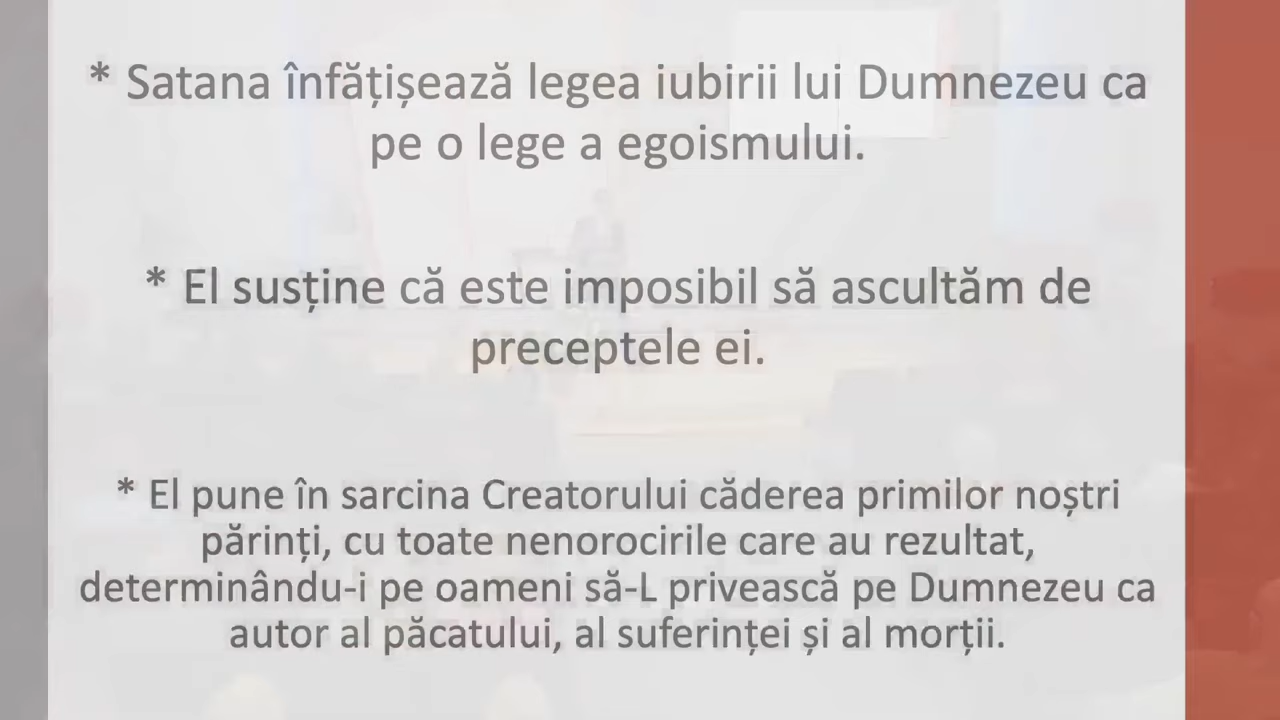 * Satana înfățișează legea iubirii lui Dumnezeu ca
pe o lege a egoismului.
* El susține că este imposibil să ascultăm de
preceptele ei.
* El pune în sarcina Creatorului căderea primilor noștri
părinți, cu toate nenorocirile care au rezultat,
determinându-i pe oameni să-L privească pe Dumnezeu ca
autor al păcatului, al suferinței și al morții.